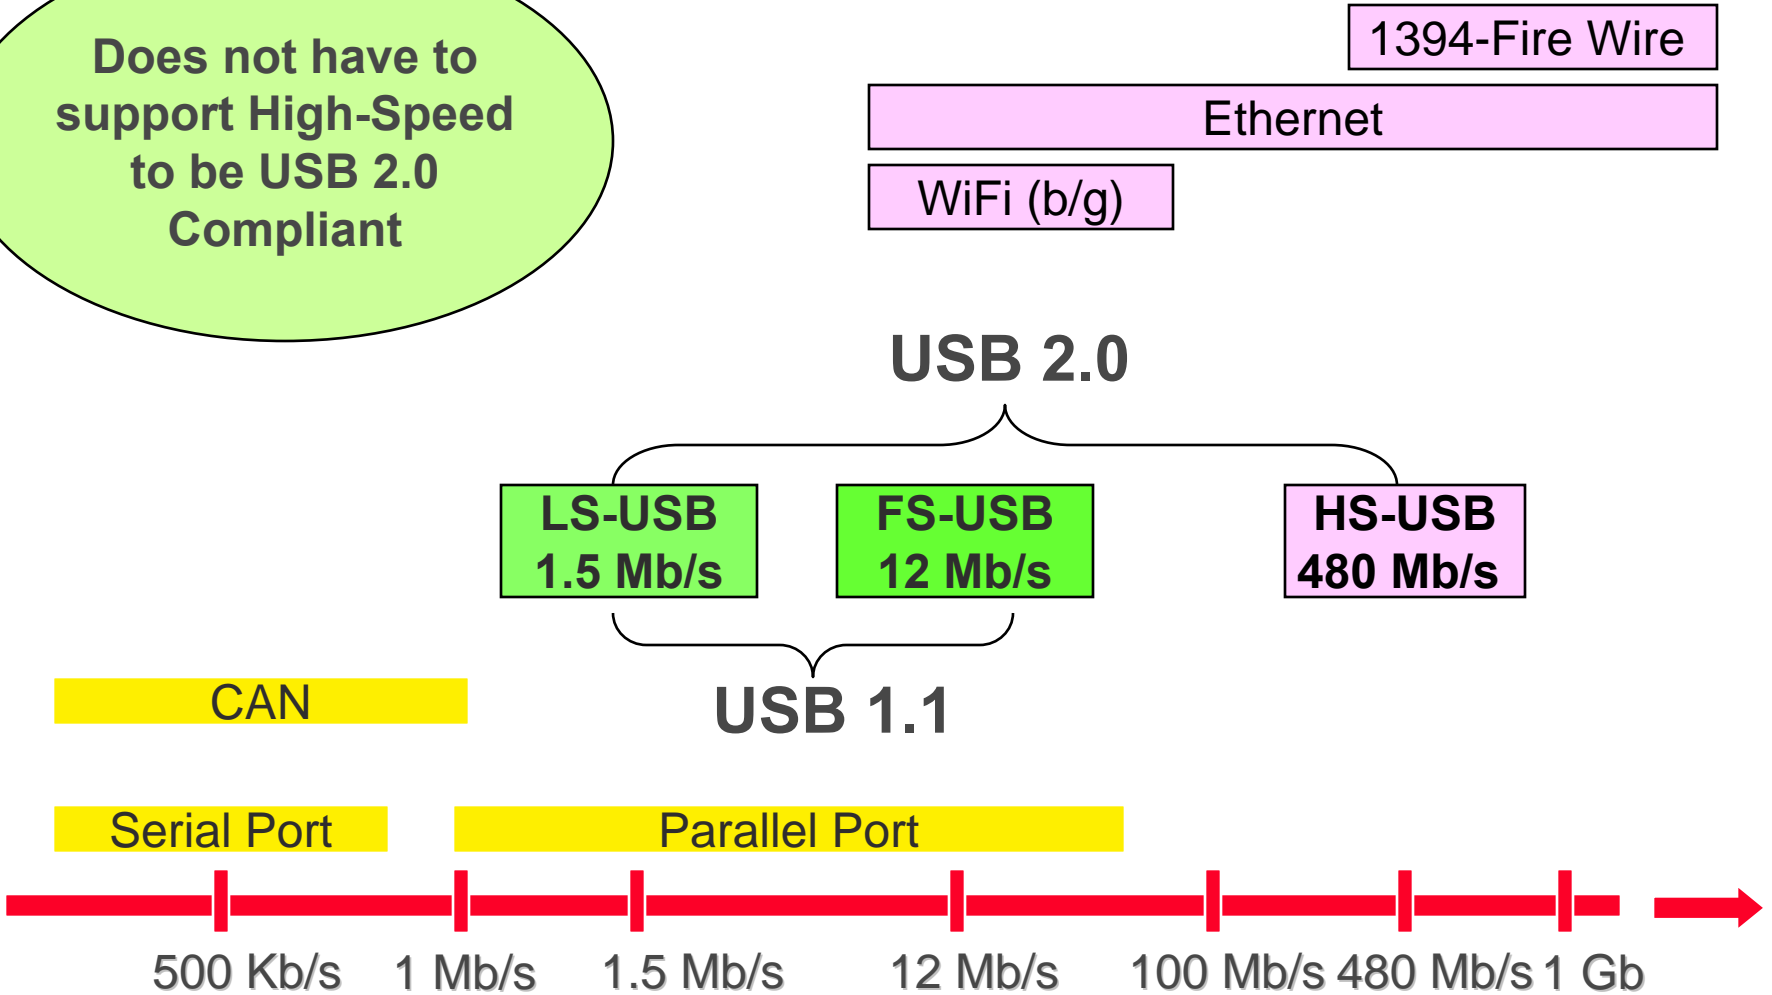 Does not have to
support High-Speed
to be USB 2.0
Compliant
1394-Fire Wire
Ethernet
WiFi (b/g)
USB 2.0
LS-USB
1.5 Mb/s
FS-USB
12 Mb/s
HS-USB
480 Mb/s
USB 1.1
CAN
Serial Port
Parallel Port
500 Kb/s
1 Mb/s
1.5 Mb/s
12 Mb/s
100 Mb/s
480 Mb/s
1 Gb